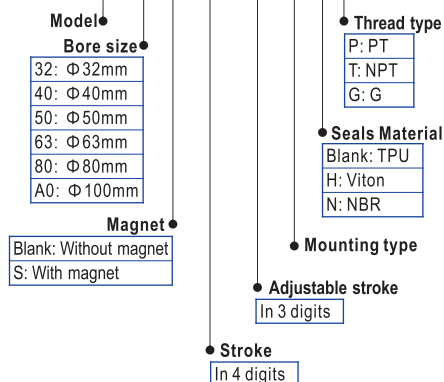 Model
Bore size
32: Φ32mm
40: Φ40mm
50: Φ50mm
63: Φ63mm
80: Φ80mm
A0: Φ100mm
Magnet
Blank: Without magnet
S: With magnet
Thread type
P: PT
T: NPT
G: G
Seals Material
Blank: TPU
H: Viton
N: NBR
Mounting type
Adjustable stroke
In 3 digits
Stroke
In 4 digits